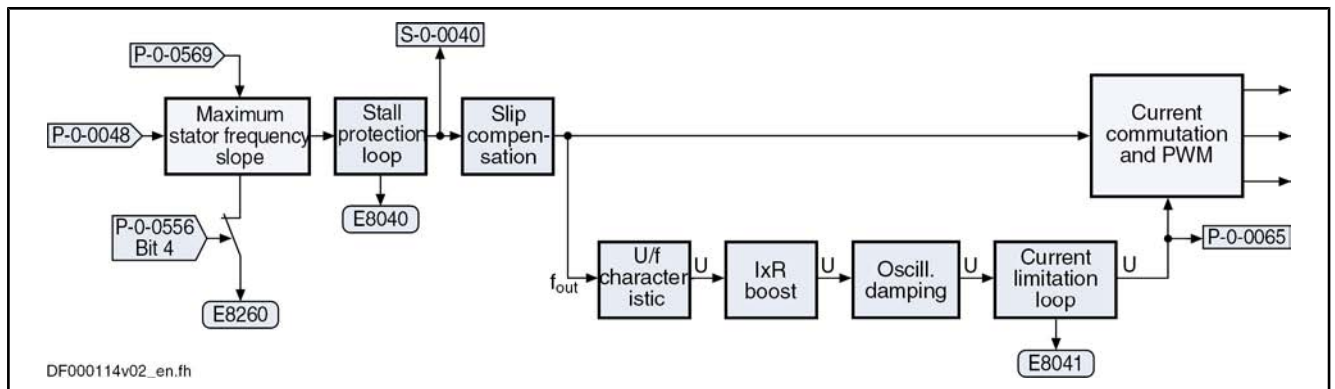 S-0-0040
P-0-0569
P-0-0048
Maximum
stator frequency
slope
Stall
protection
loop
Slip
compen-
sation
Current
commutation
and PWM
P-0-0556
Bit 4
E8260
E8040
fout
U/f
character
istic
U
IxR
boost
U
Oscill.
damping
U
Current
limitation
loop
U
P-0-0065
E8041
DF000114v02_en.fh